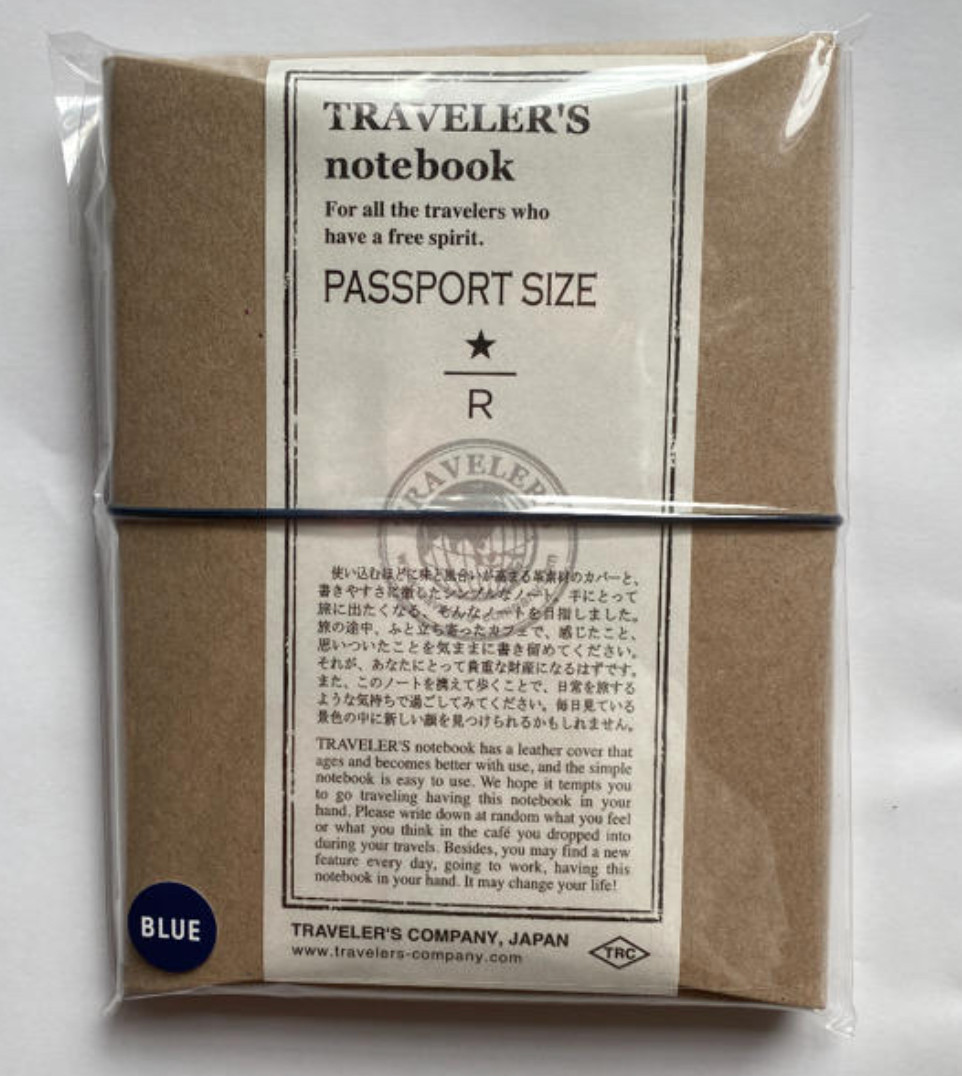 TRAVELER'S
notebook
For all the travelers who
have a free spirit.
PASSPORT SIZE
★
R
TRAVELER'S
使い込むほどに味と風合いが高まる革素材のカバーと、
書きやすさに徹したシンプルなノート。手にとって
旅に出たくなる、そんなノートを目指しました。
旅の途中、ふと立ち寄ったカフェで、感じたこと、
思いついたことを気ままに書き留めてください。
それが、あなたにとって貴重な財産になるはずです。
また、このノートを携えて歩くことで、日常を旅する
ような気持ちで過ごしてみてください。毎日見ている
景色の中に新しい顔を見つけられるかもしれません。
TRAVELER'S notebook has a leather cover that
ages and becomes better with use, and the simple
notebook is easy to use. We hope it tempts you
to go traveling having this notebook in your
hand. Please write down at random what you feel
or what you think in the café you dropped into
during your travels. Besides, you may find a new
feature every day, going to work, having this
notebook in your hand. It may change your life!
BLUE
TRAVELER'S COMPANY, JAPAN
www.travelers-company.com
TRC